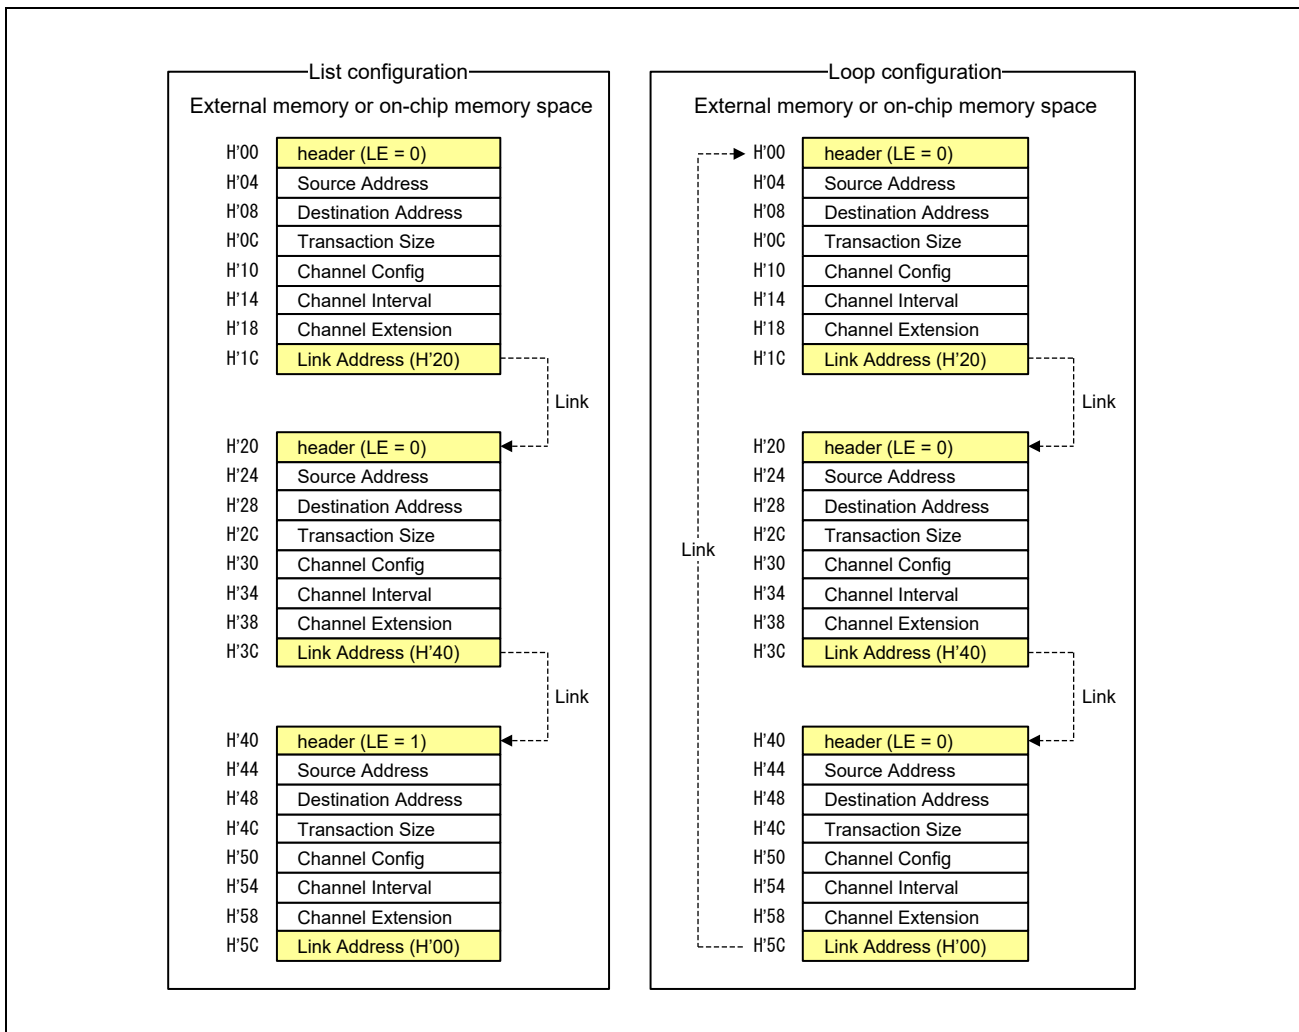 List configuration
External memory or on-chip memory space
H'00 header (LE = 0)
H'04 Source Address
H'08 Destination Address
H'0C Transaction Size
H'10 Channel Config
H'14 Channel Interval
H'18 Channel Extension
H'1C Link Address (H'20)
Link
H'20 header (LE = 0)
H'24 Source Address
H'28 Destination Address
H'2C Transaction Size
H'30 Channel Config
H'34 Channel Interval
H'38 Channel Extension
H'3C Link Address (H'40)
Link
H'40 header (LE = 1)
H'44 Source Address
H'48 Destination Address
H'4C Transaction Size
H'50 Channel Config
H'54 Channel Interval
H'58 Channel Extension
H'5C Link Address (H'00)
Loop configuration
External memory or on-chip memory space
H'00 header (LE = 0)
H'04 Source Address
H'08 Destination Address
H'0C Transaction Size
H'10 Channel Config
H'14 Channel Interval
H'18 Channel Extension
H'1C Link Address (H'20)
Link
H'20 header (LE = 0)
H'24 Source Address
H'28 Destination Address
H'2C Transaction Size
Link
H'30 Channel Config
H'34 Channel Interval
H'38 Channel Extension
H'3C Link Address (H'40)
Link
H'40 header (LE = 0)
H'44 Source Address
H'48 Destination Address
H'4C Transaction Size
H'50 Channel Config
H'54 Channel Interval
H'58 Channel Extension
H'5C Link Address (H'00)